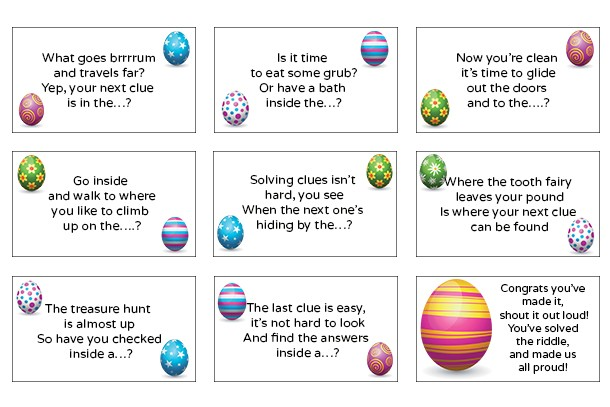 What goes brrrrum
and travels far?
Yep, your next clue
is in the...?
Is it time
to eat some grub?
Or have a bath
inside the...?
Now you're clean
it's time to glide
out the doors
and to the....?
Go inside
and walk to where
you like to climb
up on the....?
Solving clues isn't
hard, you see
When the next one's
hiding by the...?
Where the tooth fairy
leaves your pound
Is where your next clue
can be found
The treasure hunt
is almost up
So have you checked
inside a...?
The last clue is easy,
it's not hard to look
And find the answers
inside a...?
Congrats you've
made it,
shout it out loud!
You've solved
the riddle,
and made us
all proud!